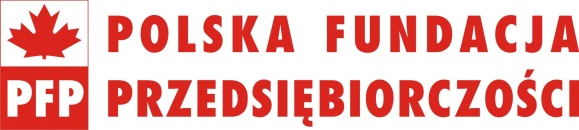 POLSKA FUNDACJA
PFP PRZEDSIĘBIORCZOŚCI